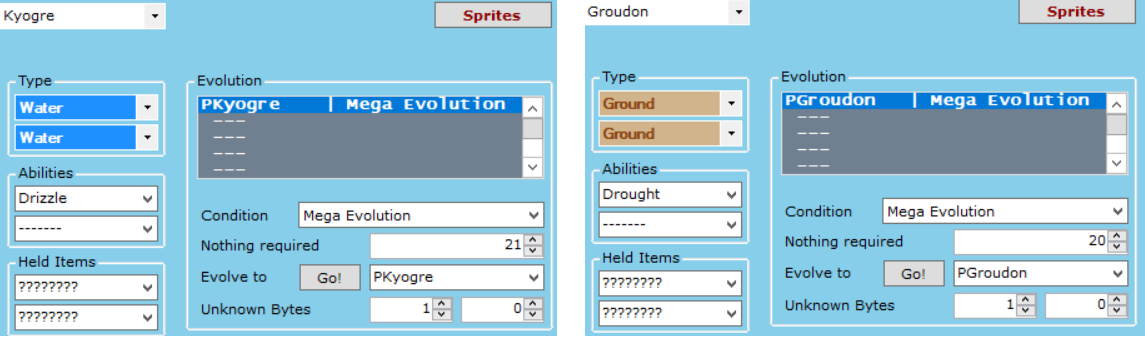 Kyogre
Sprites
Type
Water
Water
Abilities
Drizzle
-------
Held Items
????????
????????
Evolution
PKyogre | Mega Evolution
---
---
---
---
Condition Mega Evolution
Nothing required 21
Evolve to Go! PKyogre
Unknown Bytes 1 0
Groudon
Sprites
Type
Ground
Ground
Abilities
Drought
-------
Held Items
????????
????????
Evolution
PGroudon | Mega Evolution
---
---
---
---
Condition Mega Evolution
Nothing required 20
Evolve to Go! PGroudon
Unknown Bytes 1 0